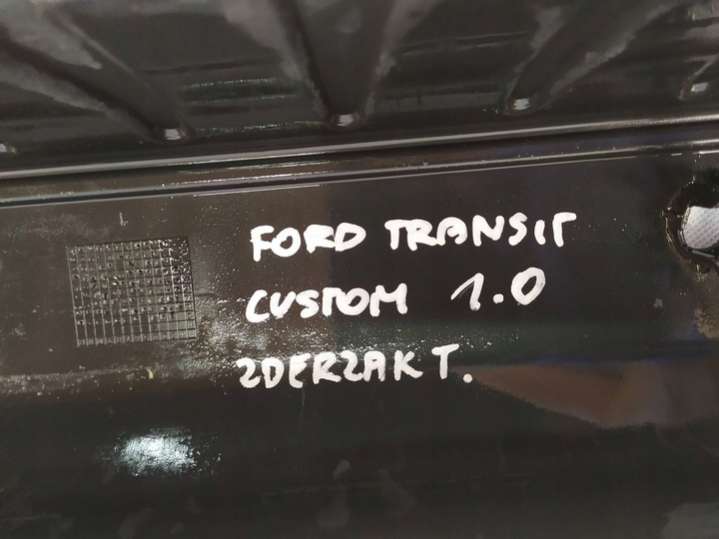 FORD TRANSIT
CUSTOM 1.0
ZDERZAK T.